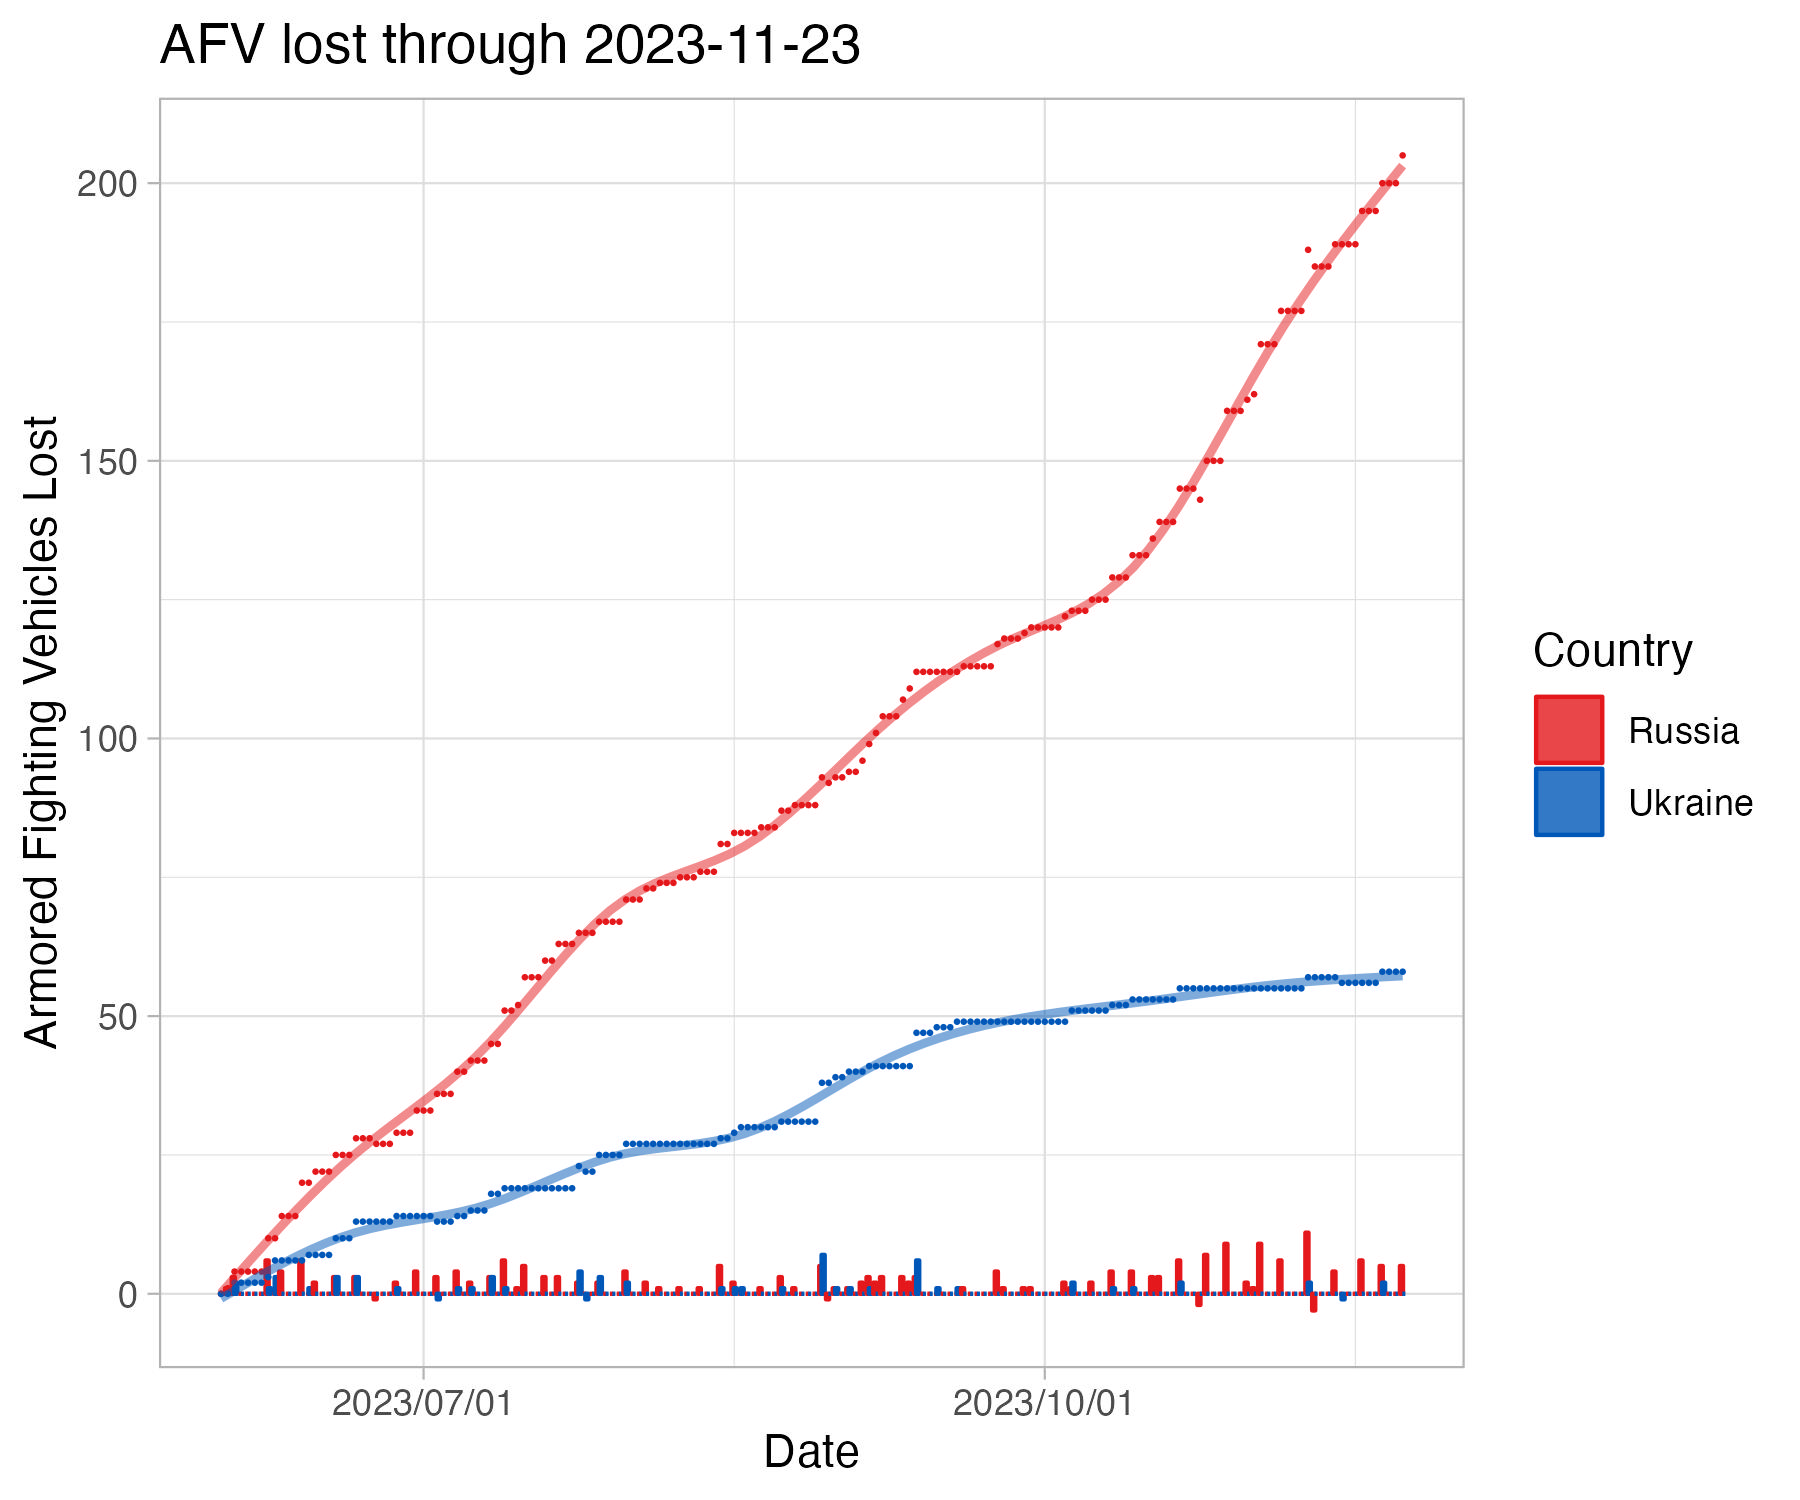 AFV lost through 2023-11-23
Armored Fighting Vehicles Lost
200
150
100
50
0
2023/07/01
2023/10/01
Date
Country
Russia
Ukraine